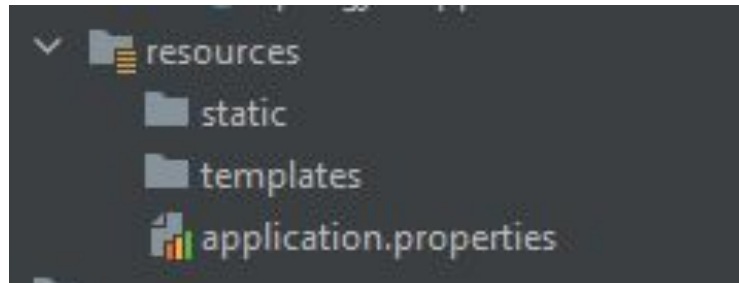 resources
static
templates
application.properties